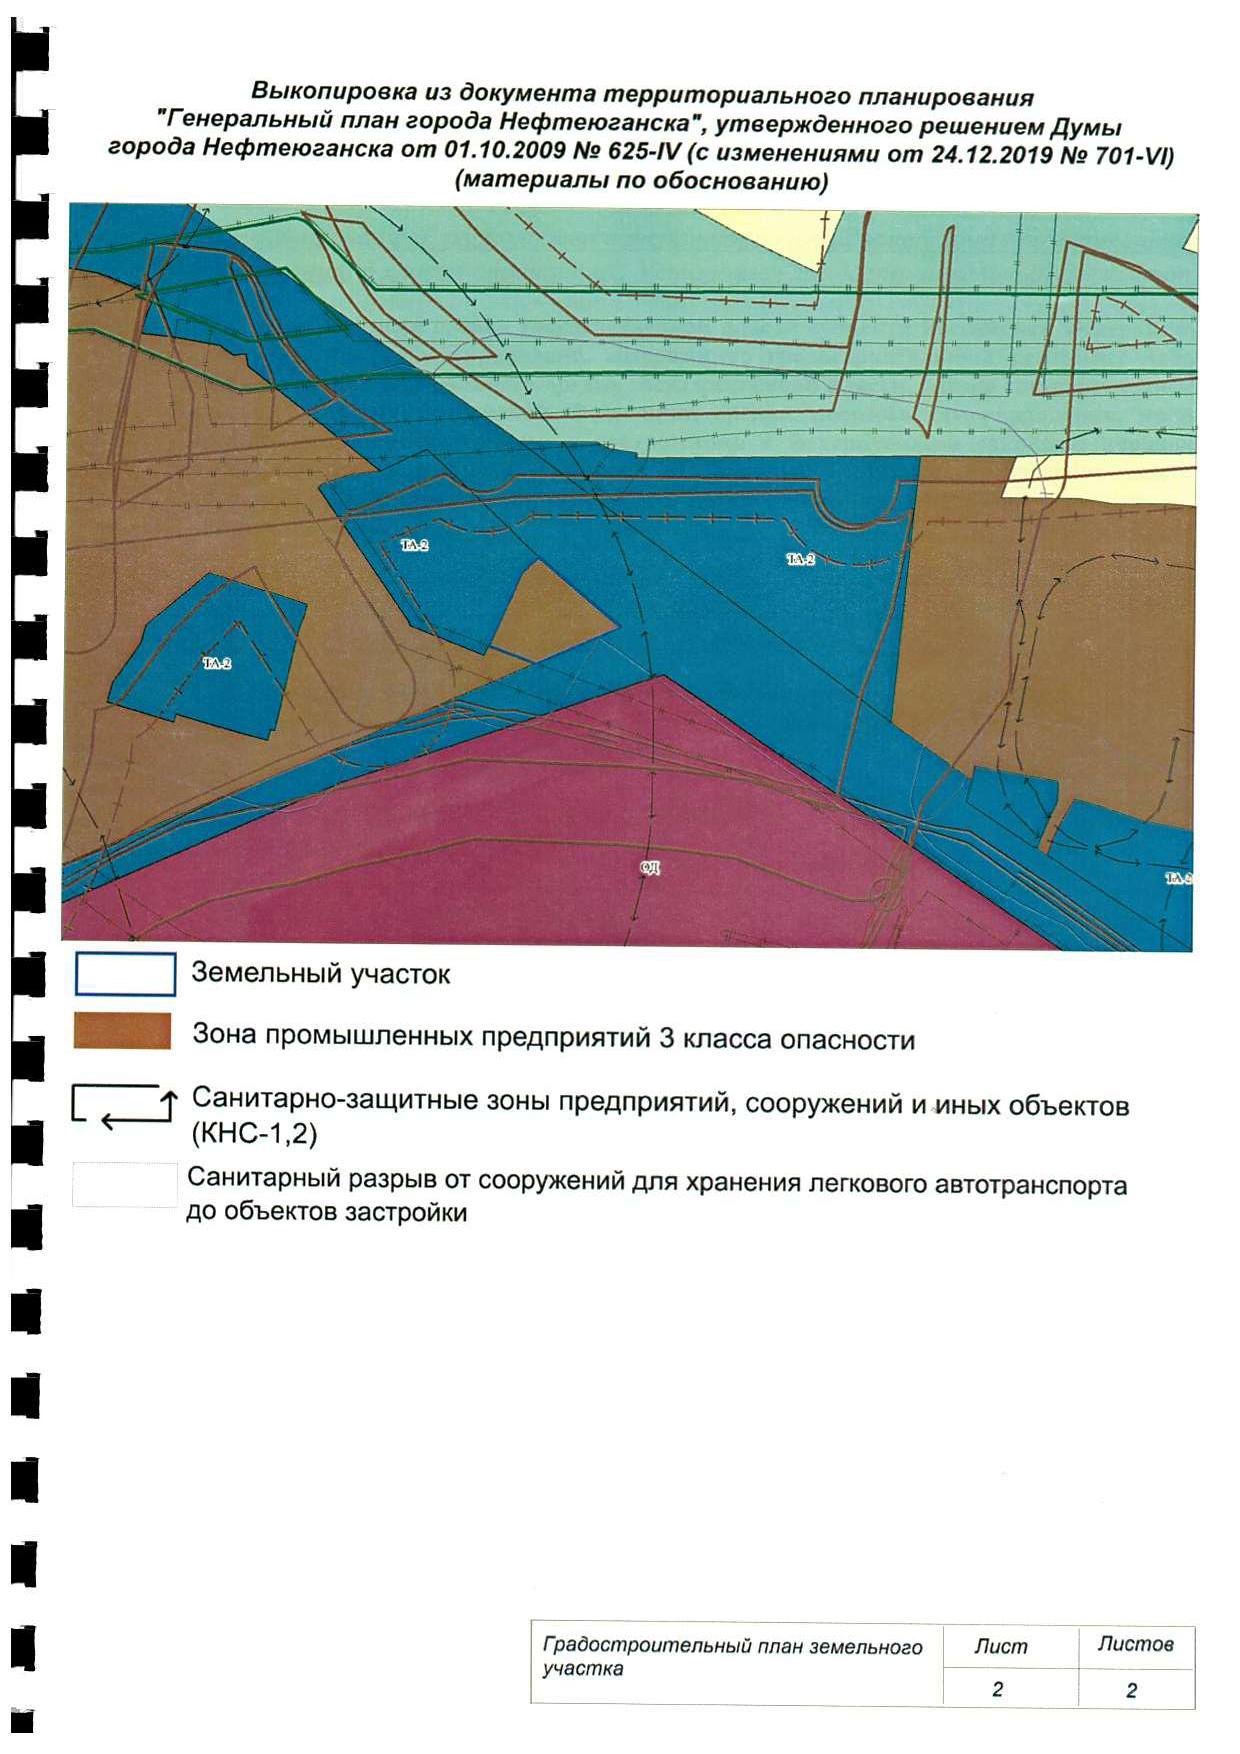 Выкопировка из документа территориального планирования
"Генеральный план города Нефтеюганска", утвержденного решением Думы
города Нефтеюганска от 01.10.2009 № 625-IV (с изменениями от 24.12.2019 № 701-VI)
(материалы по обоснованию)
ТА-2
ТА-2
ТА-2
ОД
ТА-2
Земельный участок
Зона промышленных предприятий 3 класса опасности
Санитарно-защитные зоны предприятий, сооружений и иных объектов
(КНС-1,2)
Санитарный разрыв от сооружений для хранения легкового автотранспорта
до объектов застройки
Градостроительный план земельного
участка
Лист
Листов
2
2